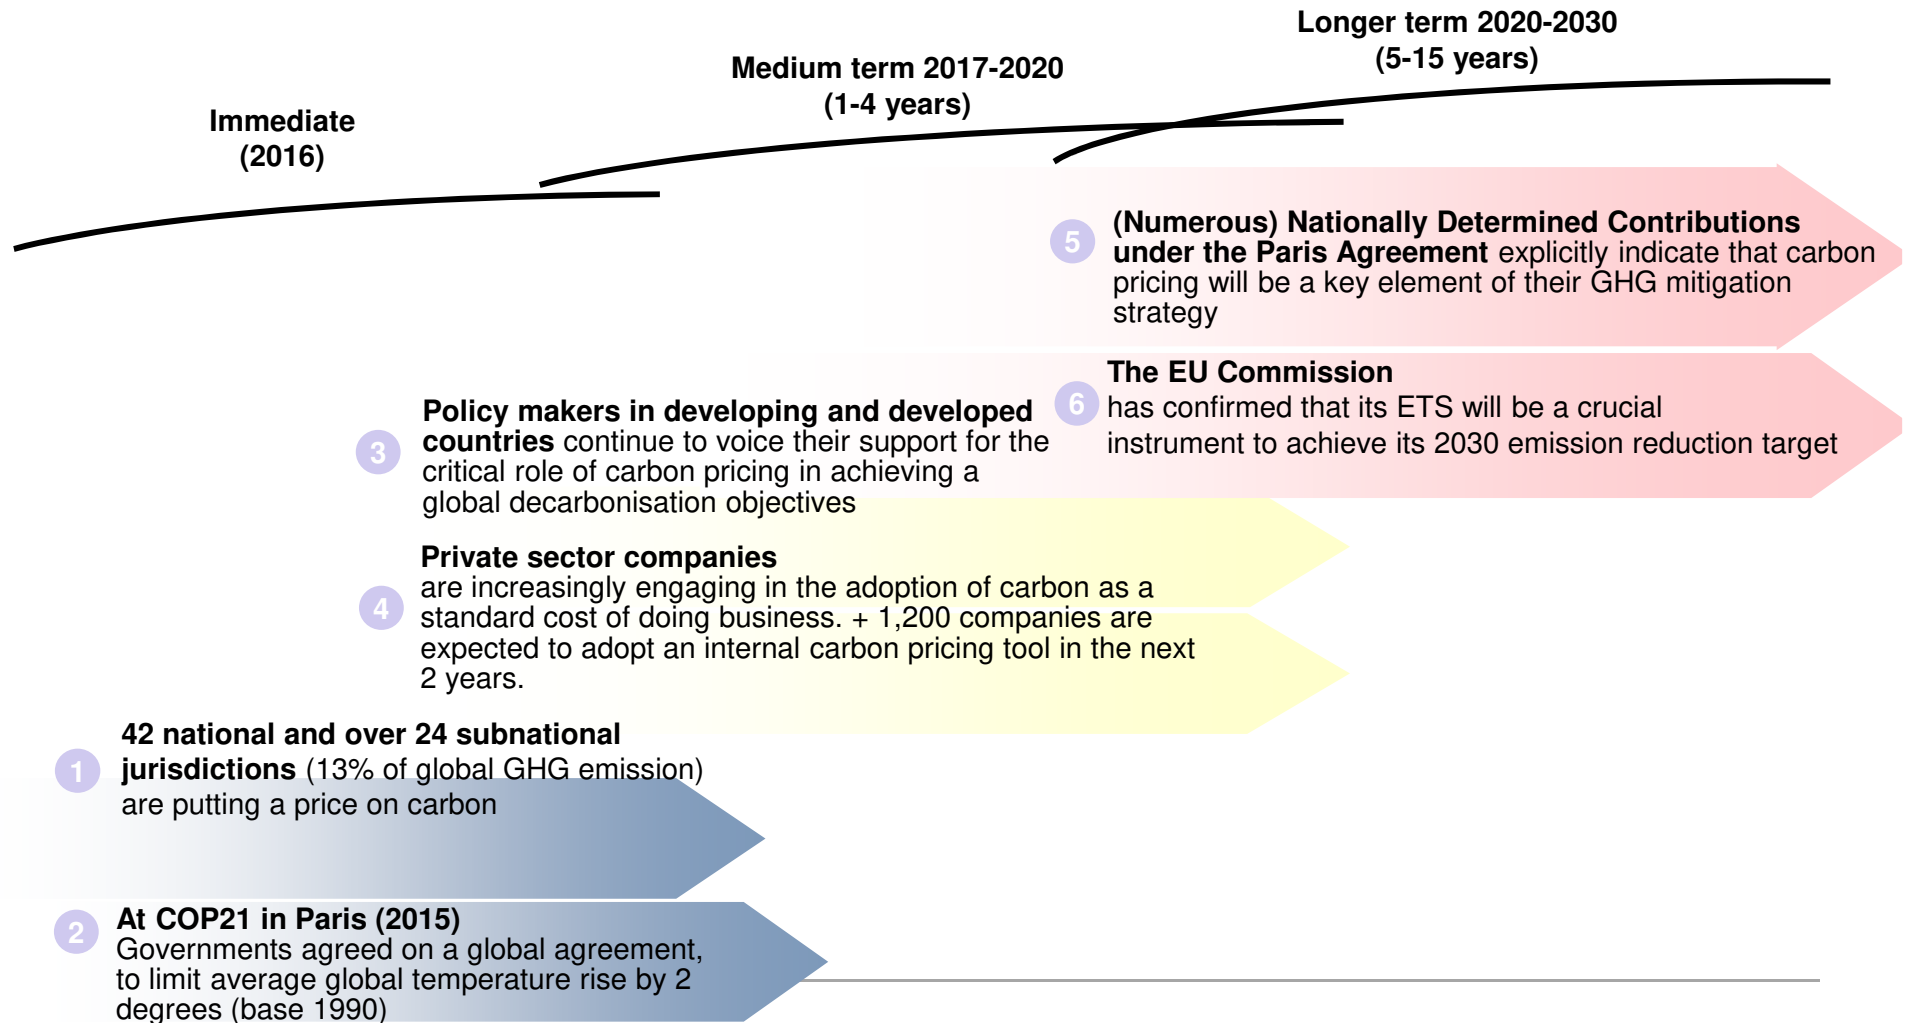 Longer term 2020-2030
(5-15 years)
Medium term 2017-2020
(1-4 years)
Immediate
(2016)
5
(Numerous) Nationally Determined Contributions
under the Paris Agreement explicitly indicate that carbon
pricing will be a key element of their GHG mitigation
strategy
6
The EU Commission
has confirmed that its ETS will be a crucial
instrument to achieve its 2030 emission reduction target
3
Policy makers in developing and developed
countries continue to voice their support for the
critical role of carbon pricing in achieving a
global decarbonisation objectives
4
Private sector companies
are increasingly engaging in the adoption of carbon as a
standard cost of doing business. + 1,200 companies are
expected to adopt an internal carbon pricing tool in the next
2 years.
1
42 national and over 24 subnational
jurisdictions (13% of global GHG emission)
are putting a price on carbon
2
At COP21 in Paris (2015)
Governments agreed on a global agreement,
to limit average global temperature rise by 2
degrees (base 1990)